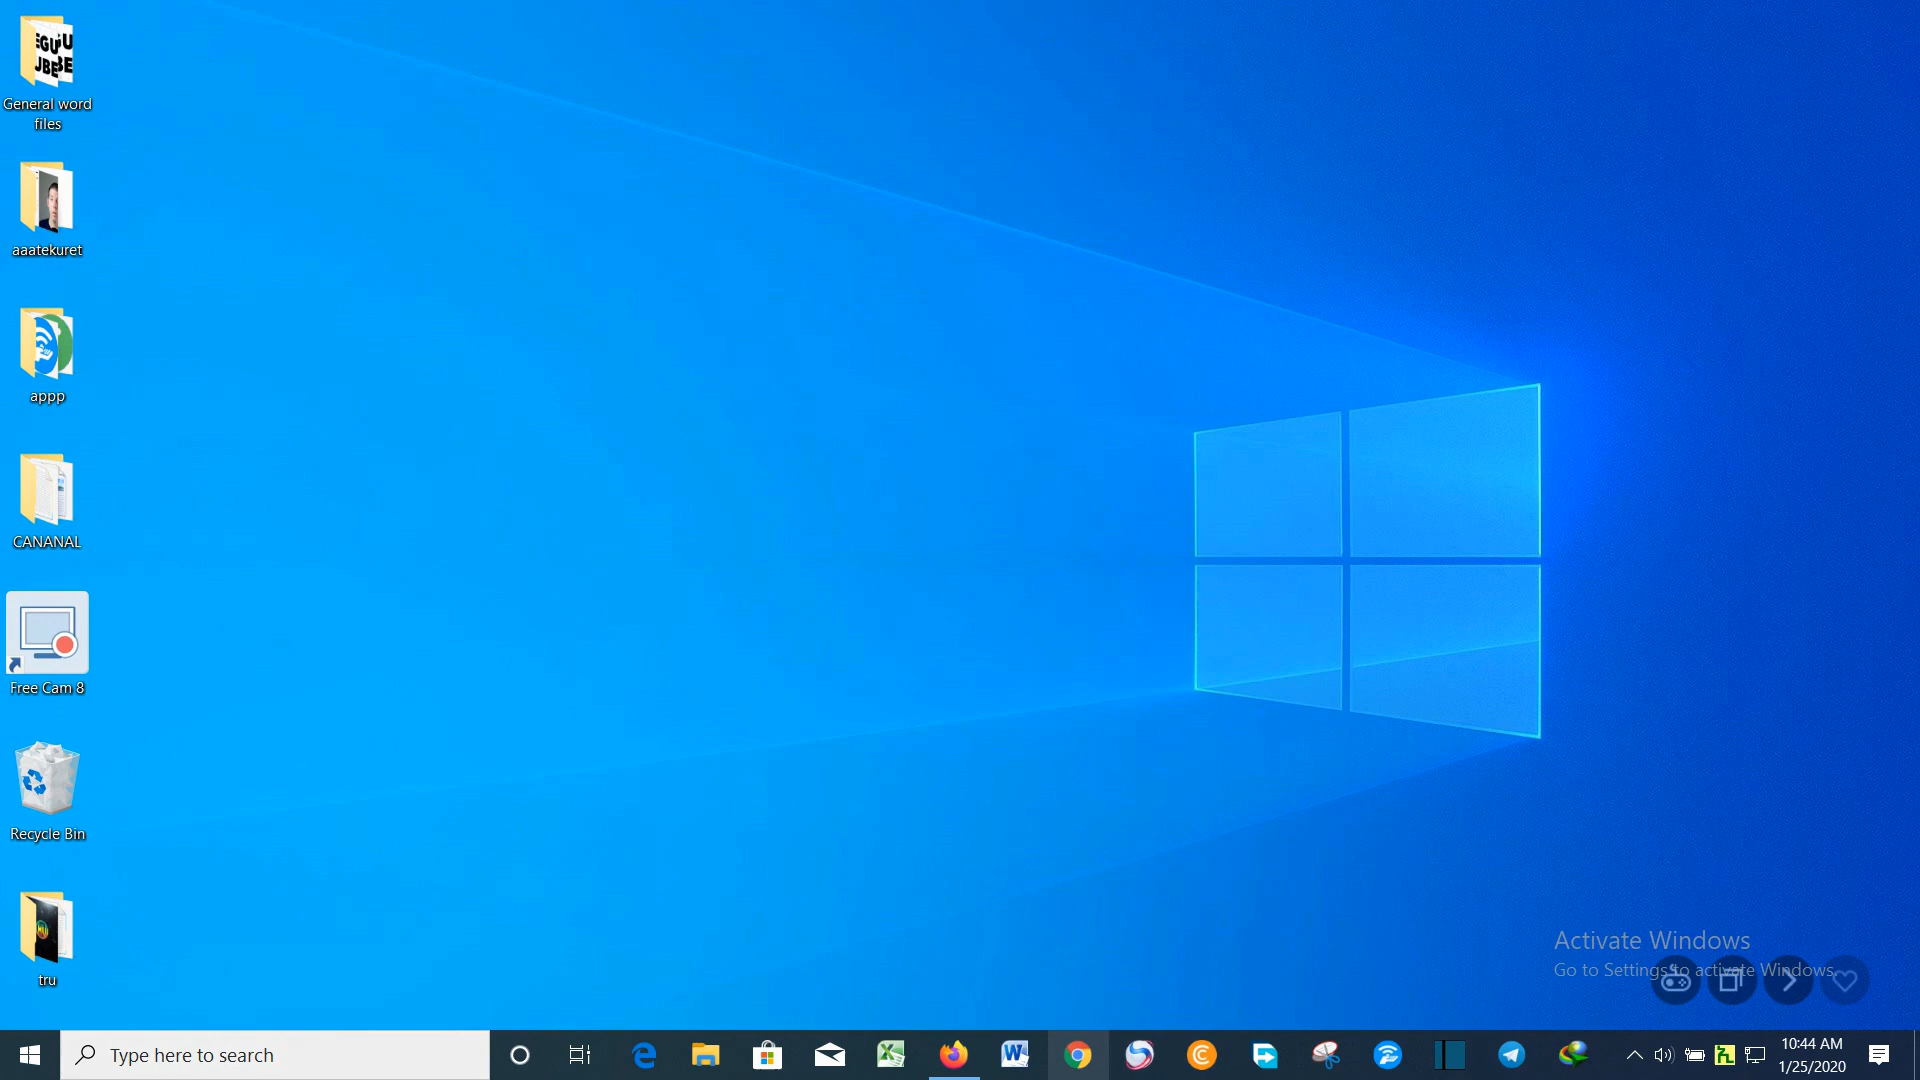 General word
files
aaatekuret
appp
CANANAL
Free Cam 8
Recycle Bin
tru
Activate Windows
Go to Settings to activate Windows.
Type here to search
10:44 AM
1/25/2020